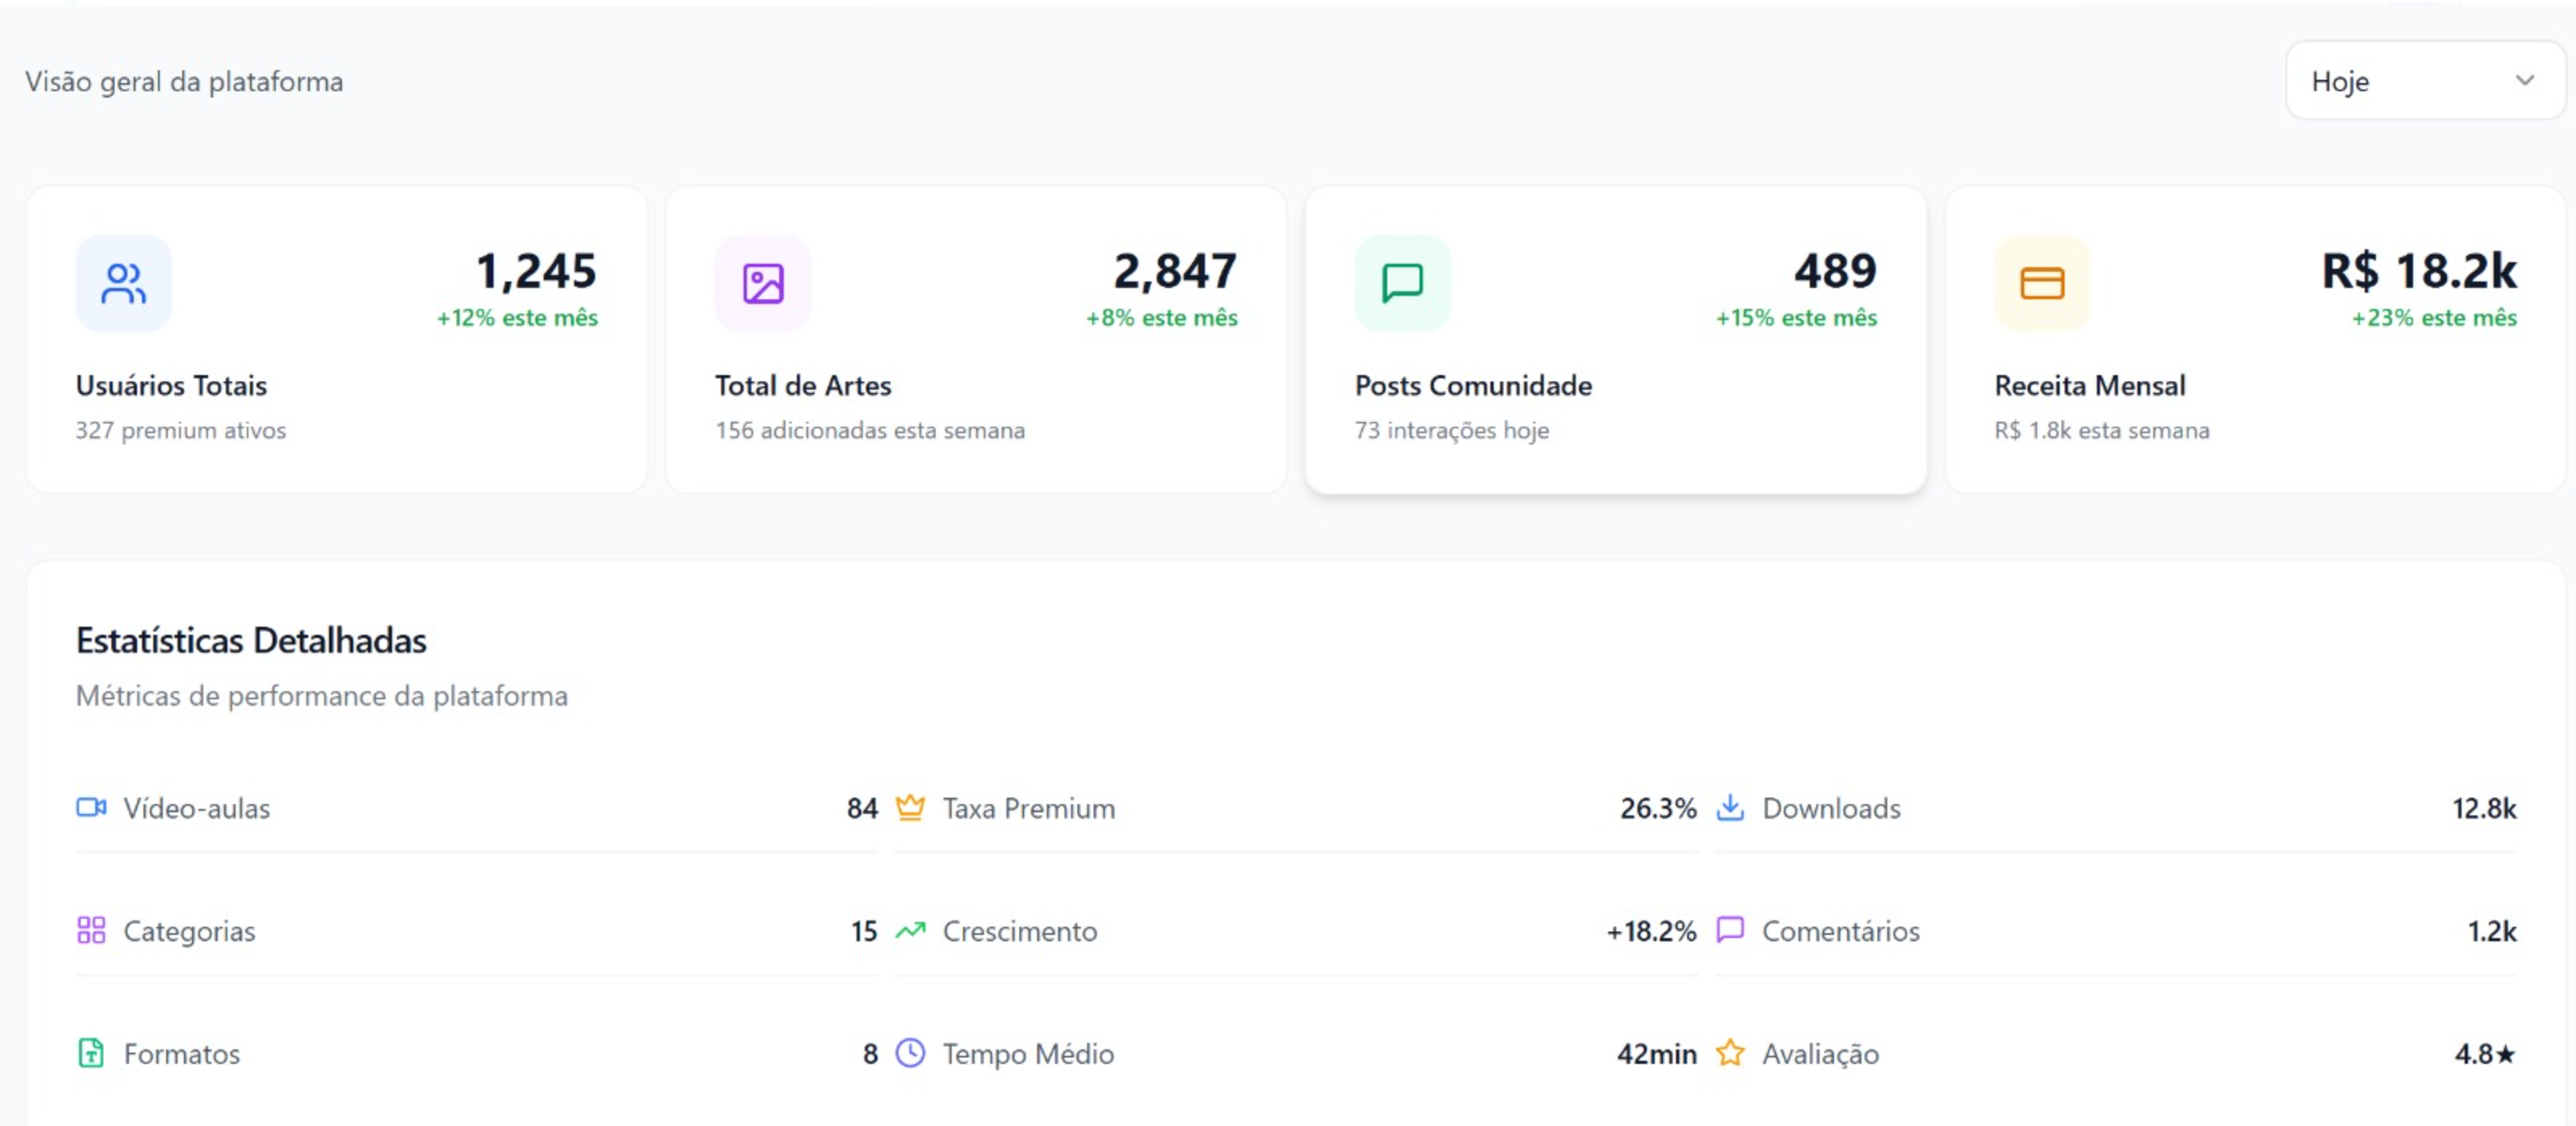 Visão geral da plataforma
Hoje
1,245
+12% este mês
Usuários Totais
327 premium ativos
2,847
+8% este mês
Total de Artes
156 adicionadas esta semana
489
+15% este mês
Posts Comunidade
73 interações hoje
R$ 18.2k
+23% este mês
Receita Mensal
R$ 1.8k esta semana
Estatísticas Detalhadas
Métricas de performance da plataforma
Vídeo-aulas 84
Taxa Premium 26.3%
Downloads 12.8k
Categorias 15
Crescimento +18.2%
Comentários 1.2k
Formatos 8
Tempo Médio 42min
Avaliação 4.8★